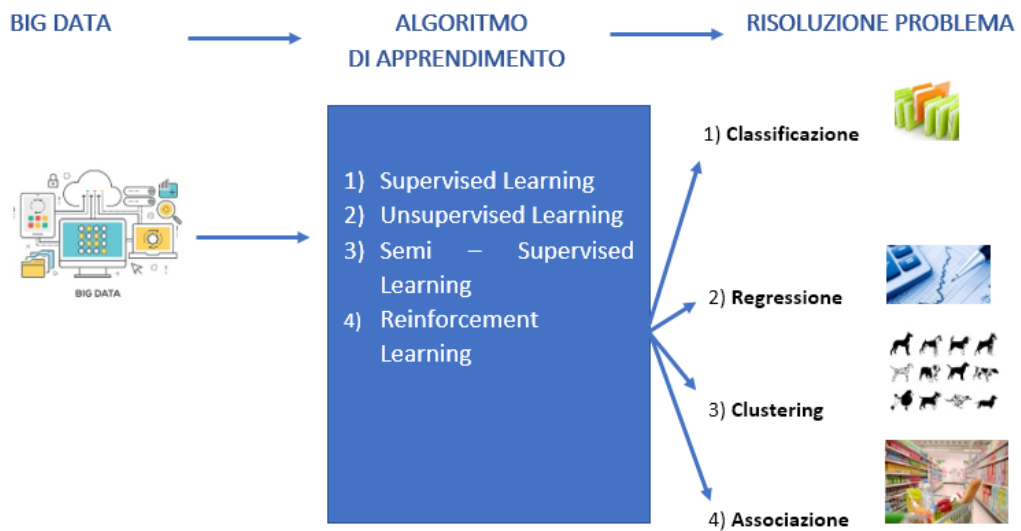 BIG DATA
ALGORITMO
DI APPRENDIMENTO
RISOLUZIONE PROBLEMA
BIG DATA
1) Supervised Learning
2) Unsupervised Learning
3) Semi – Supervised
Learning
4) Reinforcement
Learning
1) Classificazione
2) Regressione
3) Clustering
4) Associazione